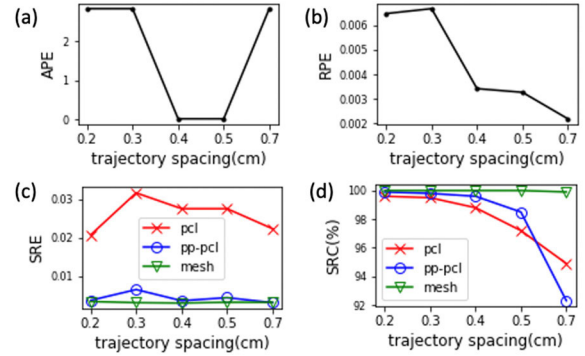 (a)
APE
2
1
0
0.2 0.3 0.4 0.5 0.7
trajectory spacing(cm)
(b)
RPE
0.006
0.005
0.004
0.003
0.002
0.2 0.3 0.4 0.5 0.7
trajectory spacing(cm)
(c)
SRE
0.03
0.02
0.01
pcl
pp-pcl
mesh
0.2 0.3 0.4 0.5 0.7
trajectory spacing(cm)
(d)
SRC(%)
100
98
96
94
92
pcl
pp-pcl
mesh
0.2 0.3 0.4 0.5 0.7
trajectory spacing(cm)